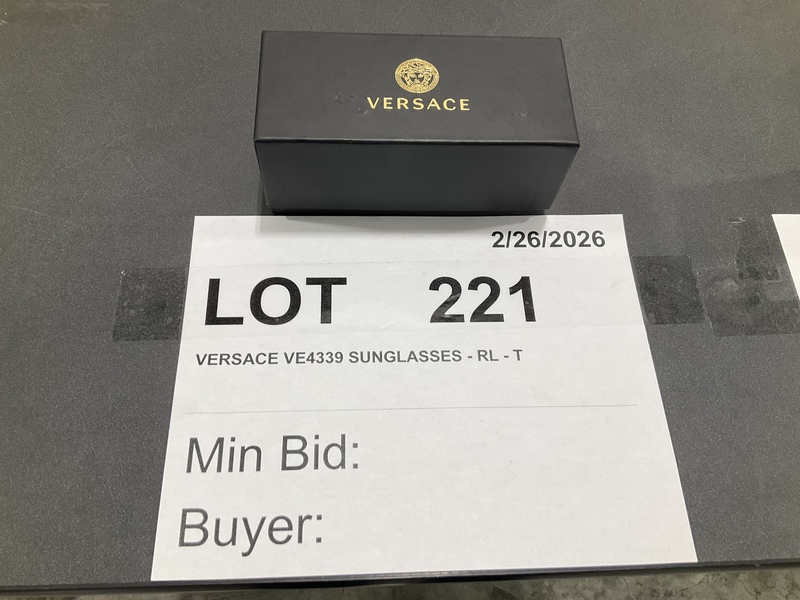 VERSACE
2/26/2026
LOT 221
VERSACE VE4339 SUNGLASSES - RL - T
Min Bid:
Buyer: